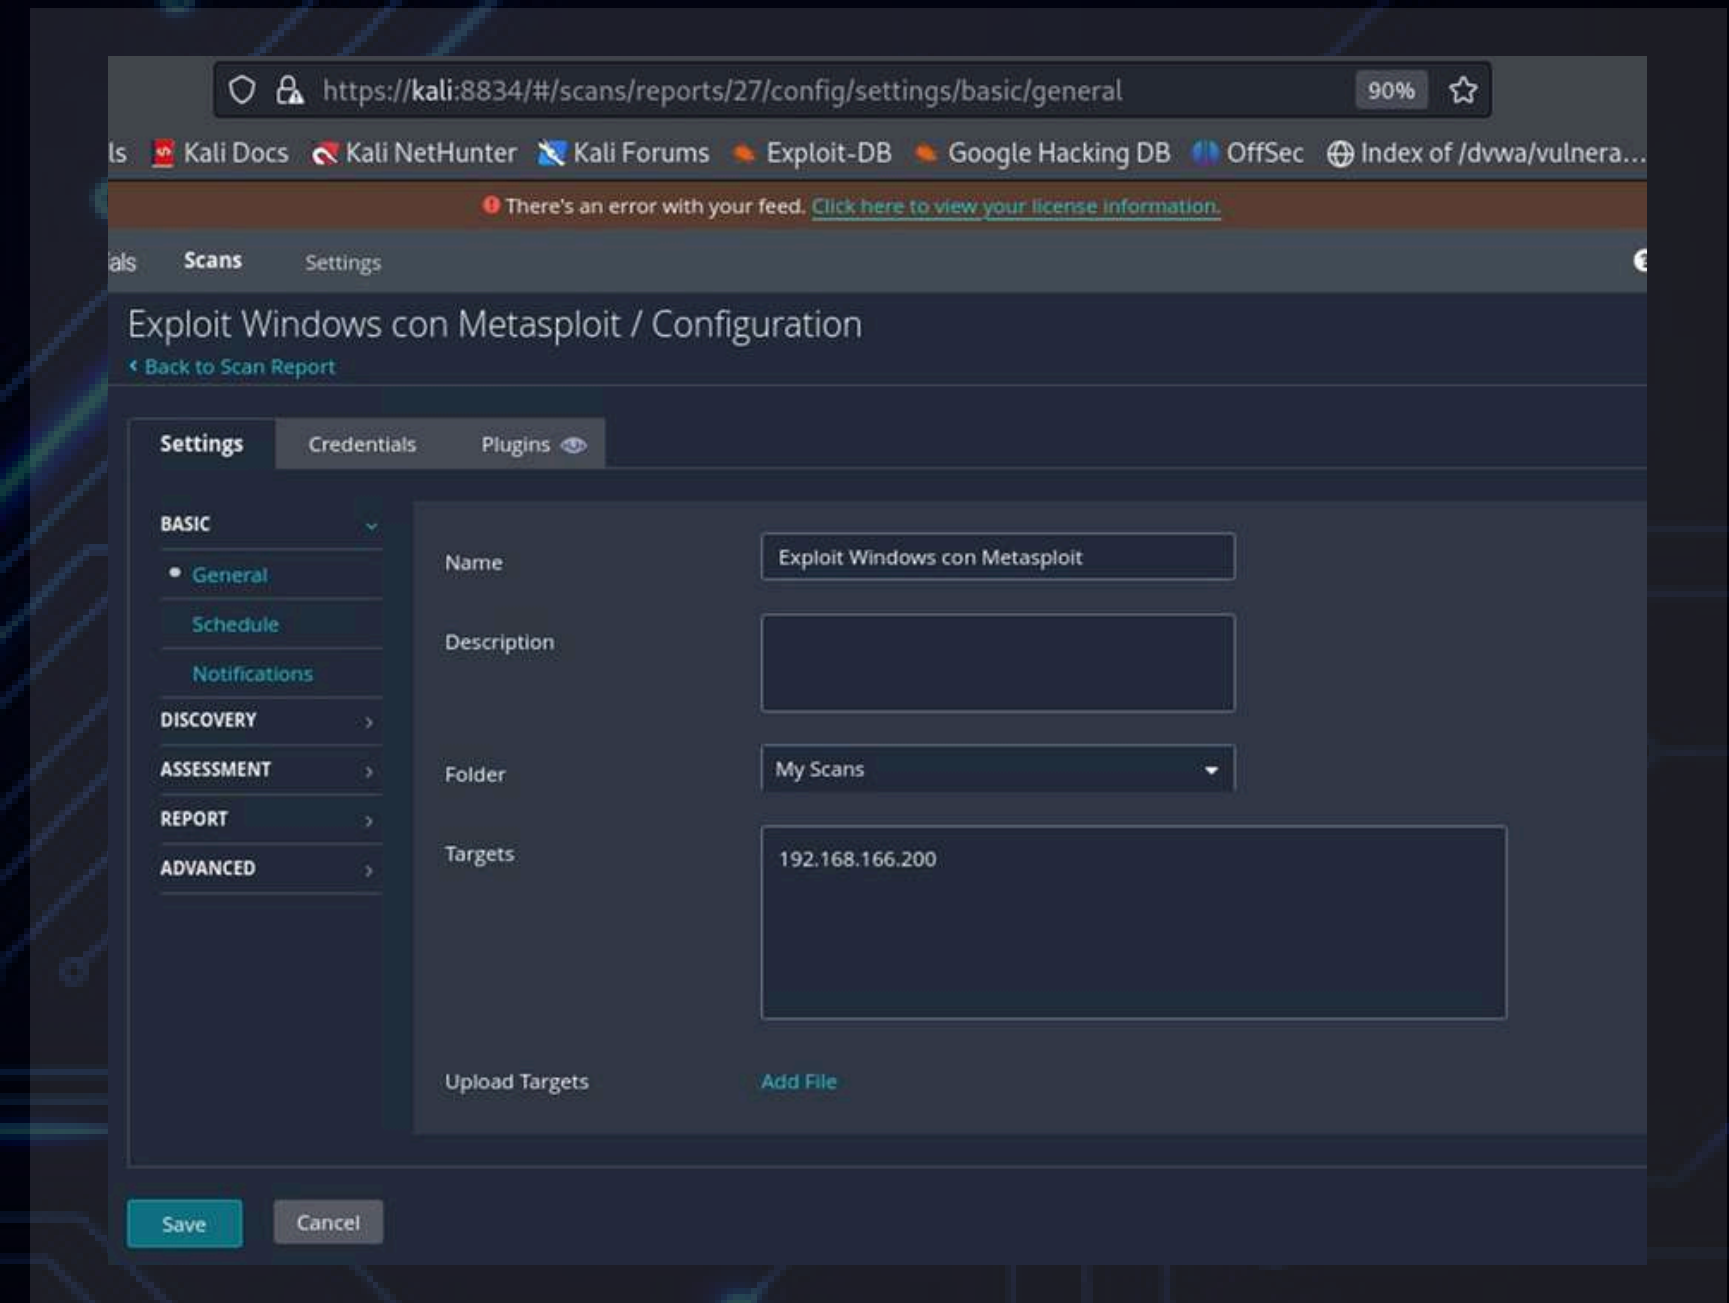 https://kali:8834/#/scans/reports/27/config/settings/basic/general 90%
ls Kali Docs Kali NetHunter Kali Forums Exploit-DB Google Hacking DB OffSec Index of /dvwa/vulnera...
There's an error with your feed. Click here to view your license information.
als Scans Settings
Exploit Windows con Metasploit / Configuration
Back to Scan Report
Settings Credentials Plugins
BASIC
General
Schedule
Notifications
DISCOVERY
ASSESSMENT
REPORT
ADVANCED
Name Exploit Windows con Metasploit
Description
Folder My Scans
Targets 192.168.166.200
Upload Targets Add File
Save Cancel